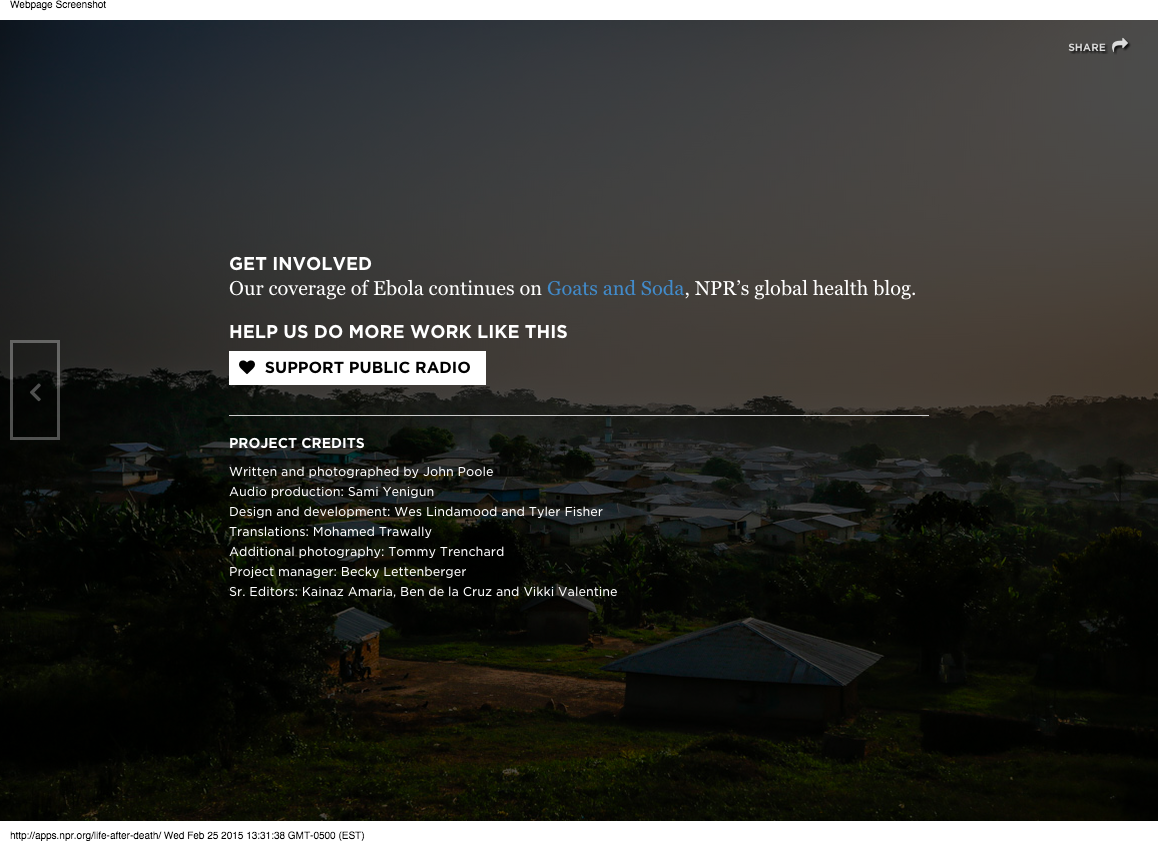 Webpage Screenshot
SHARE
GET INVOLVED
Our coverage of Ebola continues on Goats and Soda, NPR’s global health blog.
HELP US DO MORE WORK LIKE THIS
SUPPORT PUBLIC RADIO
PROJECT CREDITS
Written and photographed by John Poole
Audio production: Sami Yenigun
Design and development: Wes Lindamood and Tyler Fisher
Translations: Mohamed Trawally
Additional photography: Tommy Trenchard
Project manager: Becky Lettenberger
Sr. Editors: Kainaz Amaria, Ben de la Cruz and Vikki Valentine
http://apps.npr.org/life-after-death/ Wed Feb 25 2015 13:31:38 GMT-0500 (EST)